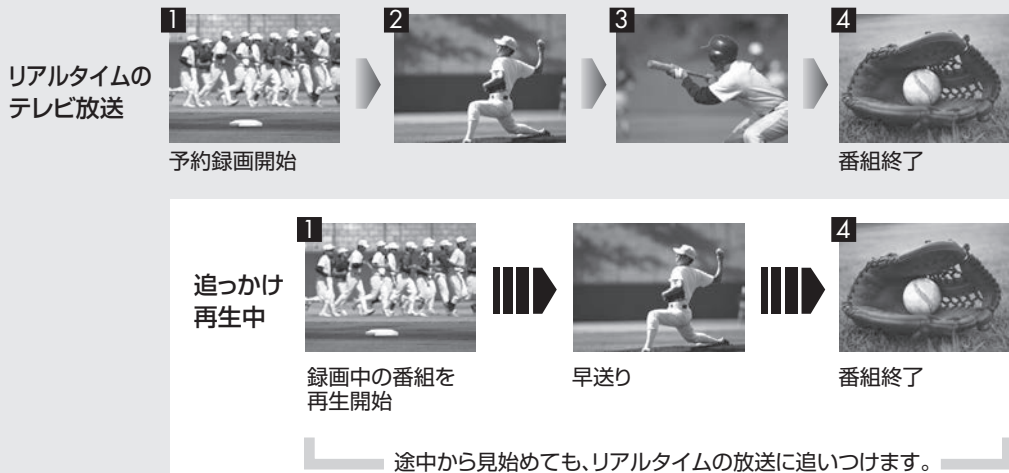 リアルタイムの
テレビ放送
1
2
3
4
予約録画開始
番組終了
追っかけ
再生中
1
4
録画中の番組を
再生開始
早送り
番組終了
途中から見始めても、リアルタイムの放送に追いつけます。